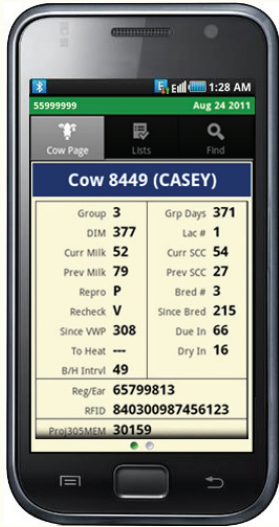 1:28 AM
55999999 Aug 24 2011
Cow Page Lists Find
Cow 8449 (CASEY)
Group 3 Grp Days 371
DIM 377 Lac # 1
Curr Milk 52 Curr SCC 54
Prev Milk 79 Prev SCC 27
Repro P Bred # 3
Recheck V Since Bred 215
Since VWP 308 Due In 66
To Heat --- Dry In 16
B/H Intrvl 49
Reg/Ear 65799813
RFID 840300987456123
Proj305MEM 30159